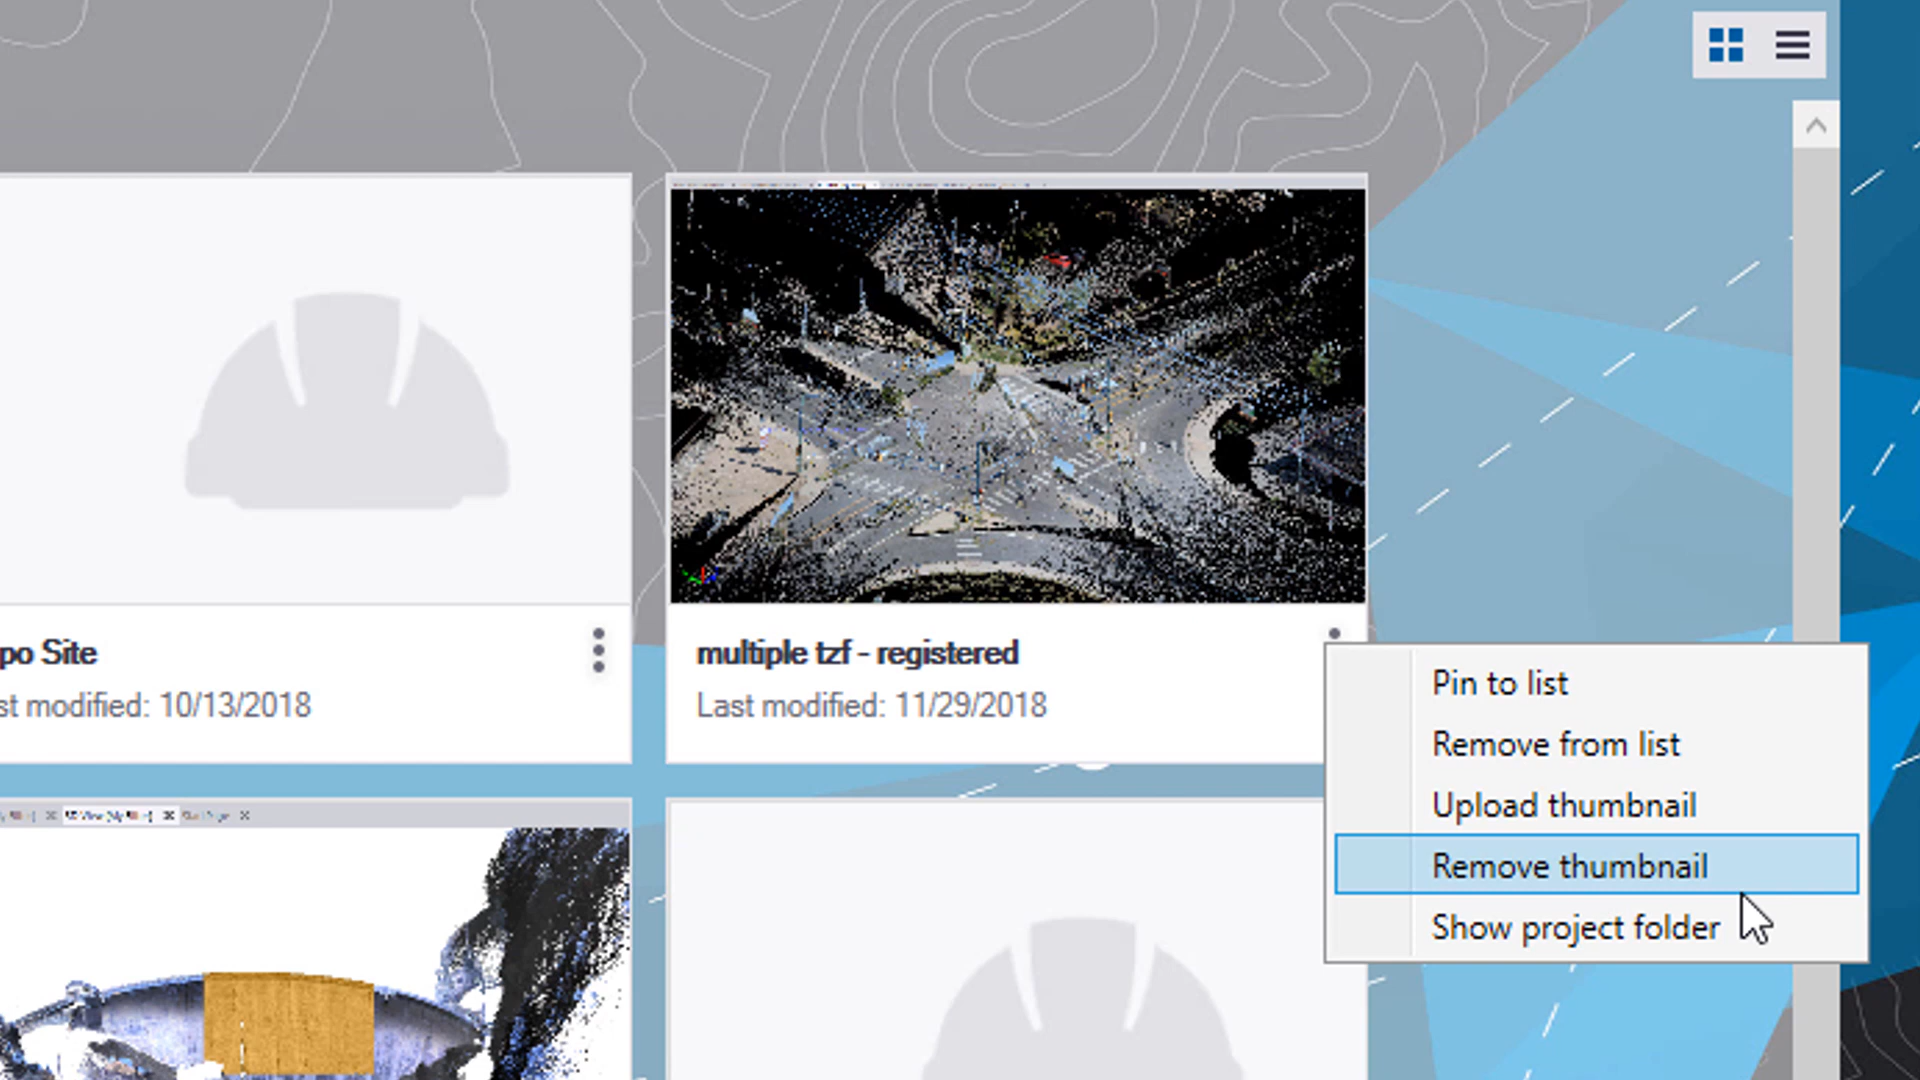 po Site
st modified: 10/13/2018
multiple tzf - registered
Last modified: 11/29/2018
Pin to list
Remove from list
Upload thumbnail
Remove thumbnail
Show project folder